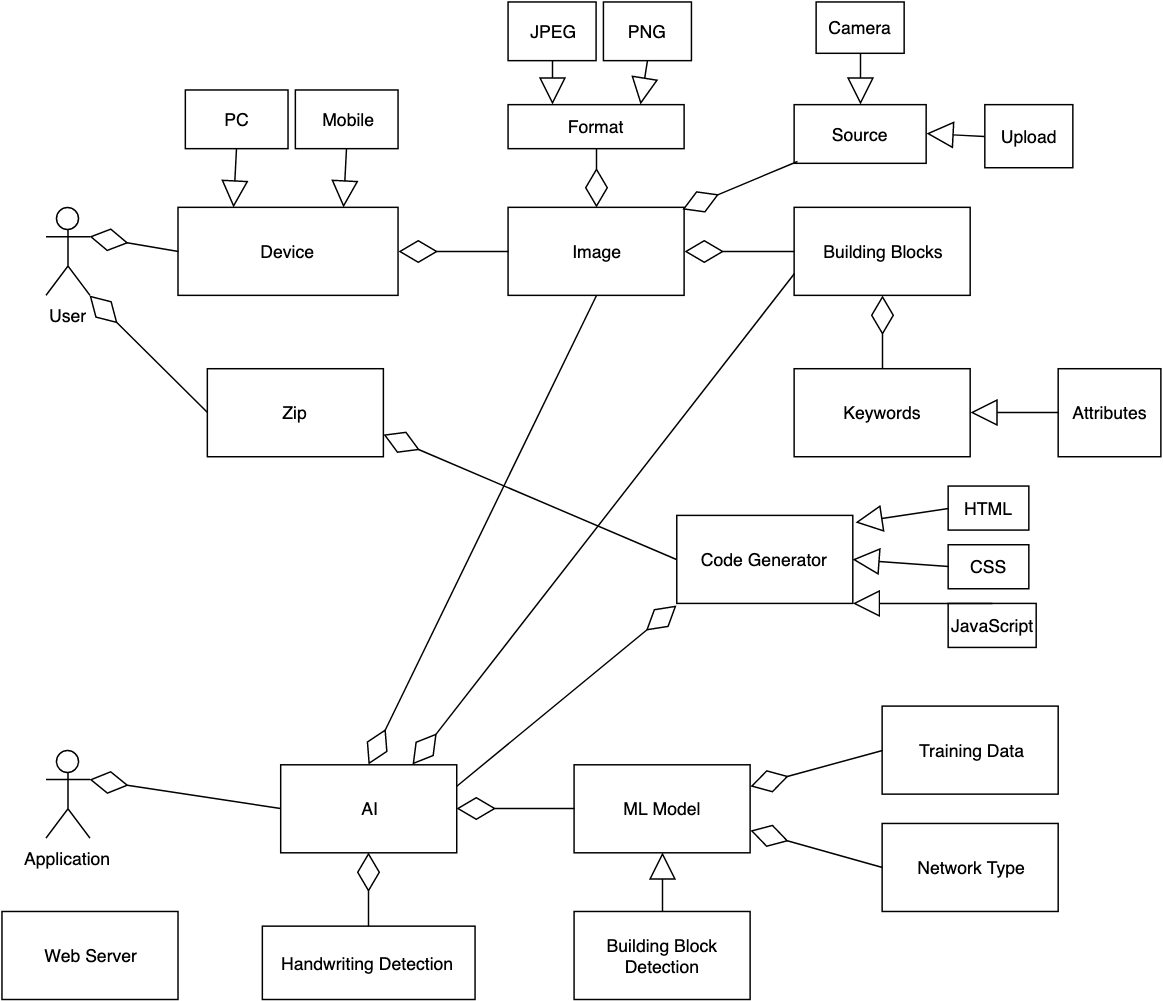 JPEG
PNG
Camera
PC
Mobile
Format
Source
Upload
Device
Image
Building Blocks
User
Zip
Keywords
Attributes
HTML
Code Generator
CSS
JavaScript
Training Data
AI
ML Model
Application
Network Type
Web Server
Handwriting Detection
Building Block
Detection